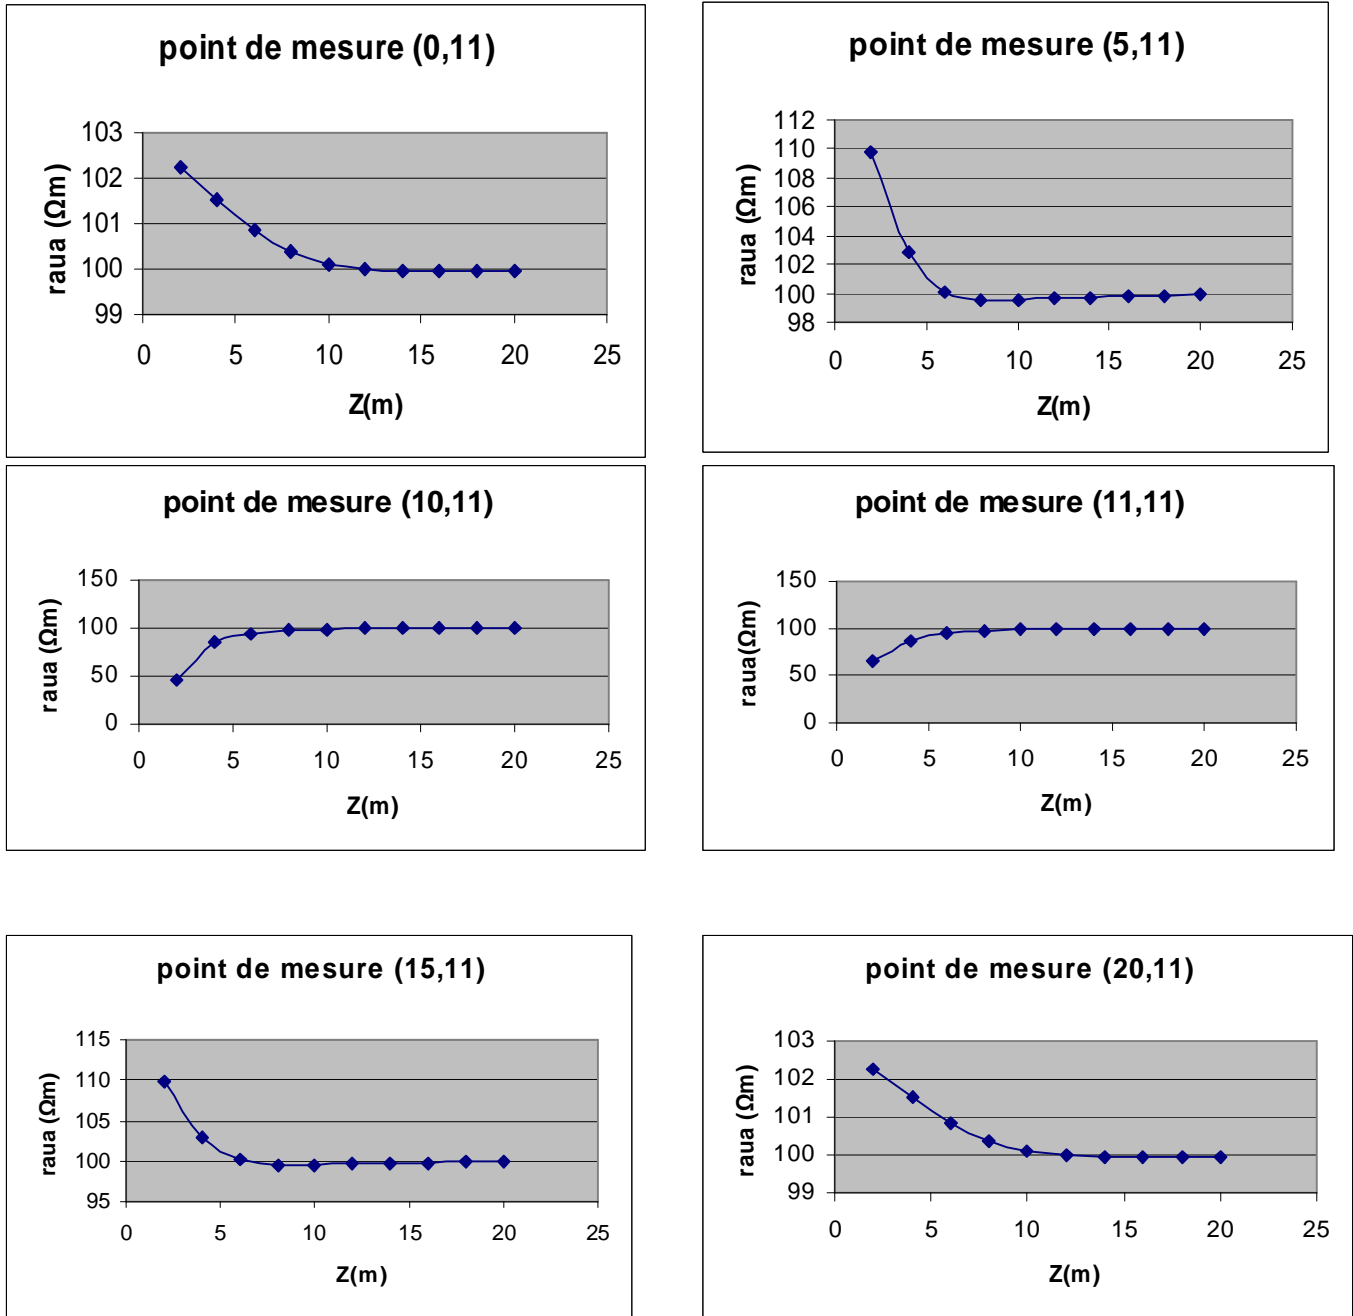 point de mesure (0,11)
raua (Ωm)
103
102
101
100
99
0 5 10 15 20 25
Z(m)
point de mesure (5,11)
raua (Ωm)
112
110
108
106
104
102
100
98
0 5 10 15 20 25
Z(m)
point de mesure (10,11)
raua (Ωm)
150
100
50
0
0 5 10 15 20 25
Z(m)
point de mesure (11,11)
raua(Ωm)
150
100
50
0
0 5 10 15 20 25
Z(m)
point de mesure (15,11)
raua (Ωm)
115
110
105
100
95
0 5 10 15 20 25
Z(m)
point de mesure (20,11)
raua (Ωm)
103
102
101
100
99
0 5 10 15 20 25
Z(m)